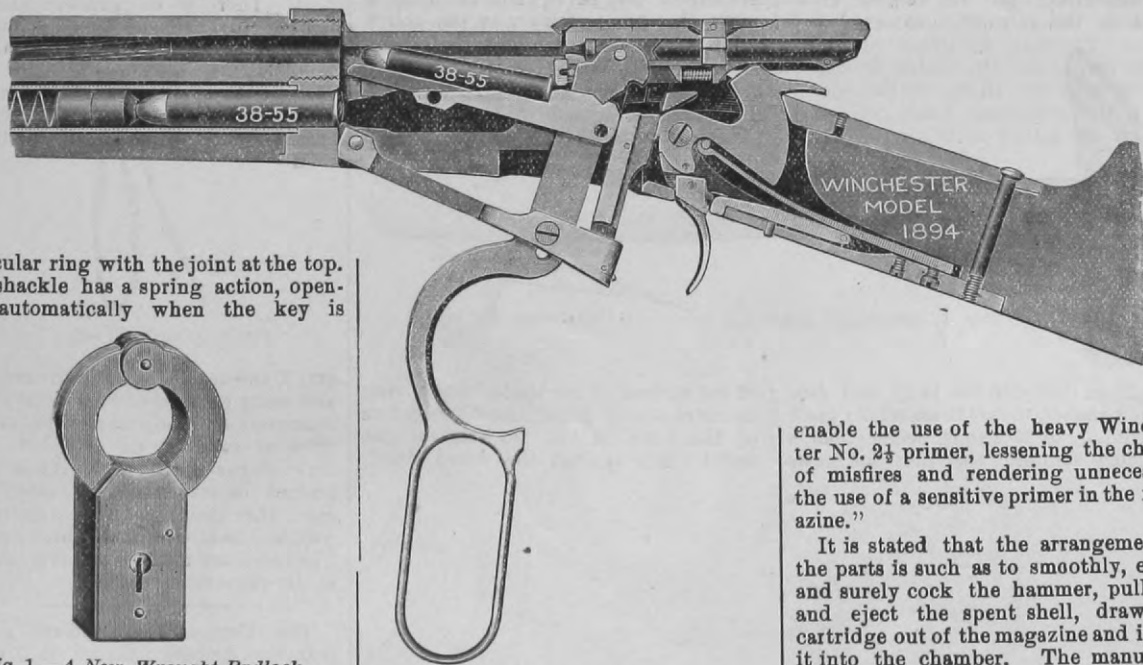 38-55
38-55
WINCHESTER
MODEL
1894
ular ring with the joint at the top.
shackle has a spring action, open-
automatically when the key is
1.—A New Wrought Padlock
enable the use of the heavy Winc
ter No. 2½ primer, lessening the ch
of misfires and rendering unneces
the use of a sensitive primer in the
azine.”
It is stated that the arrangeme
the parts is such as to smoothly, e
and surely cock the hammer, pull
and eject the spent shell, draw
cartridge out of the magazine and i
it into the chamber. The manu